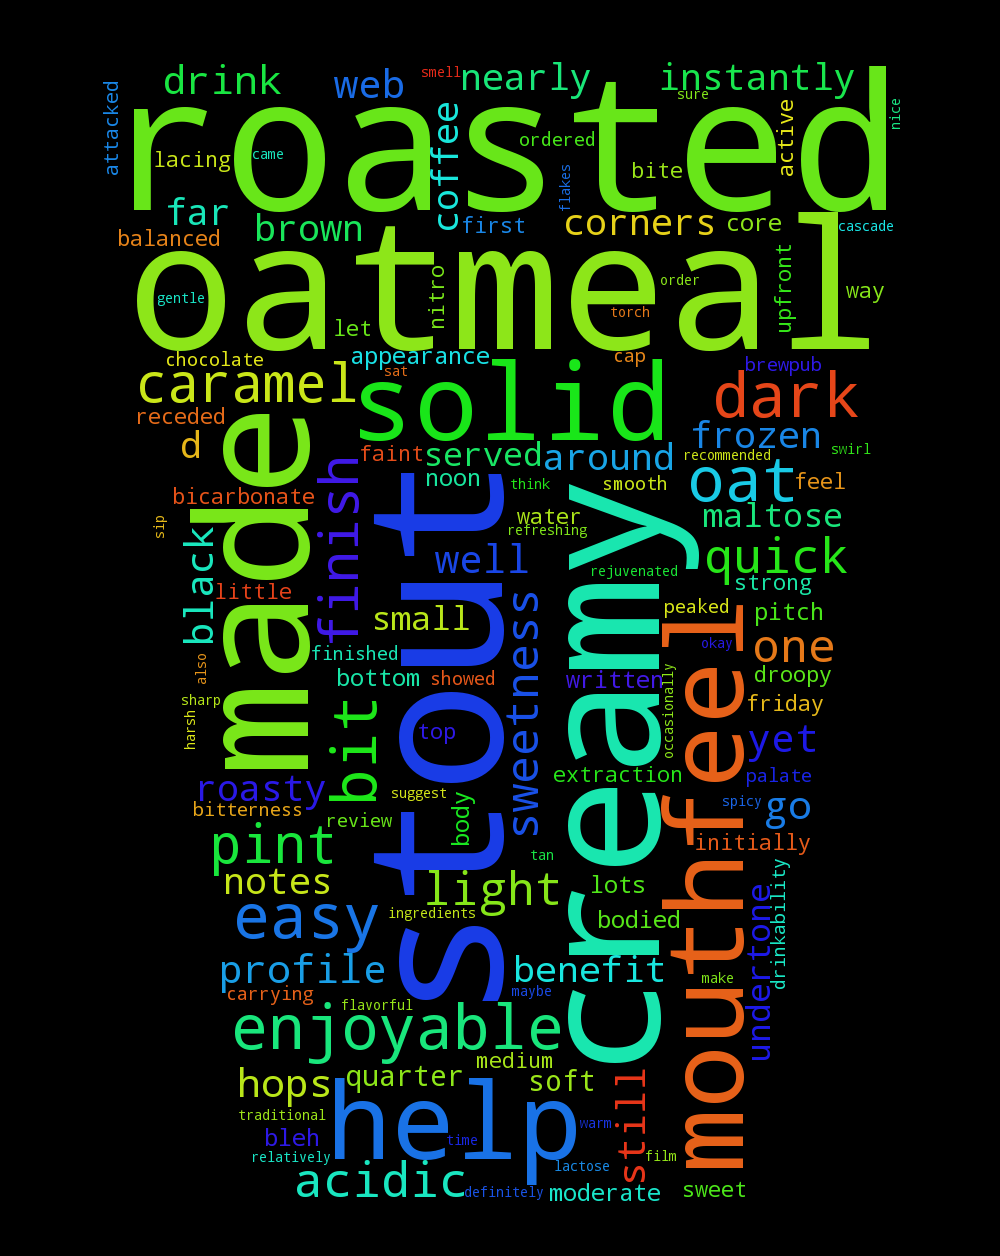 drink
web
smell
nearly
instantly
attacked
roasted
sure
nice
coffee
active
ordered
lacing
came
bite
flakes
far
brown
first
corners
core
cascade
balanced
oatmeal
gentle
nitro
order
upfront
way
torch
let
chocolate
appearance
cap
brewpub
sat
caramel
solid
dark
receded
d
faint
served
around
frozen
recommended
swirl
made
finish
noon
think
smooth
oat
feel
bicarbonate
stout
creamy
water
maltose
sip
refreshing
black
well
quick
rejuvenated
strong
little
sweetness
small
peaked
pitch
mouthfeel
finished
okay
one
also
bottom
showed
written
occasionally
droopy
sharp
harsh
bit
friday
top
yet
roasty
extraction
palate
suggest
body
bitterness
review
spicy
go
pint
tan
initially
notes
light
lots
drinkability
undertone
easy
ingredients
bodied
profile
benefit
carrying
flavorful
maybe
make
enjoyable
medium
hops
quarter
soft
still
help
traditional
bleh
time
warm
relatively
lactose
film
acidic
definitely
moderate
sweet